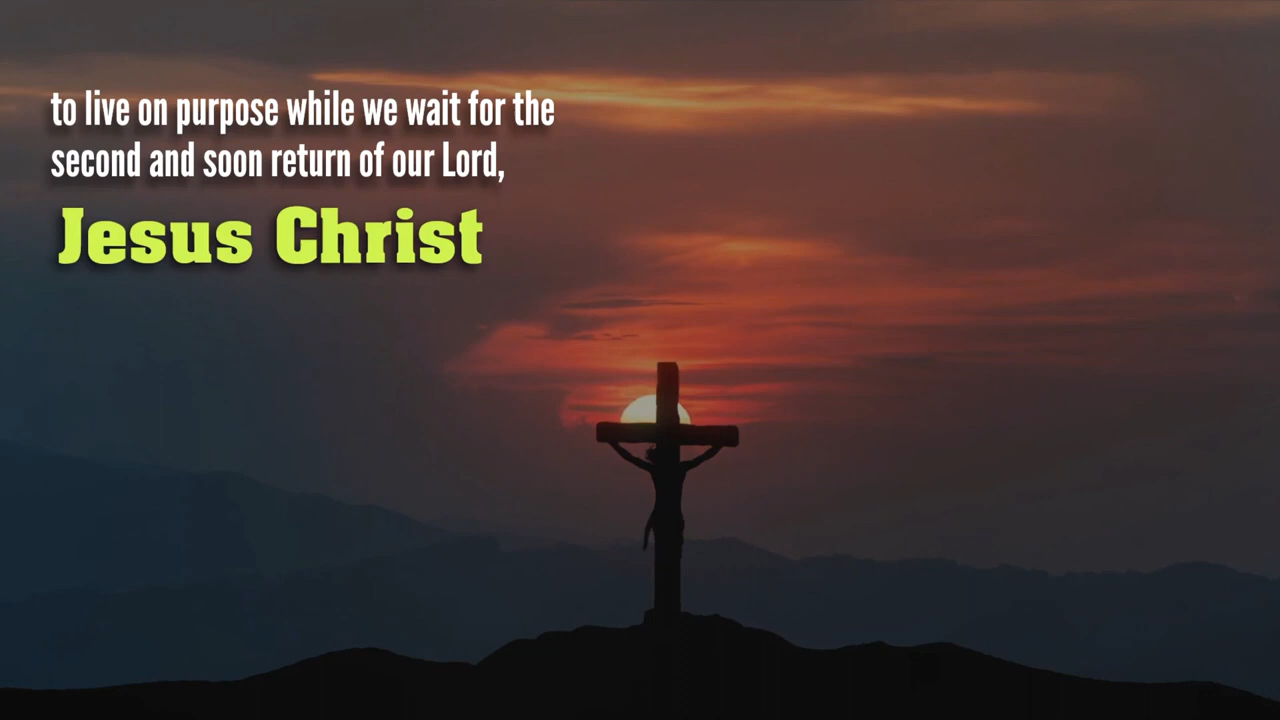 to live on purpose while we wait for the
second and soon return of our Lord,
Jesus Christ